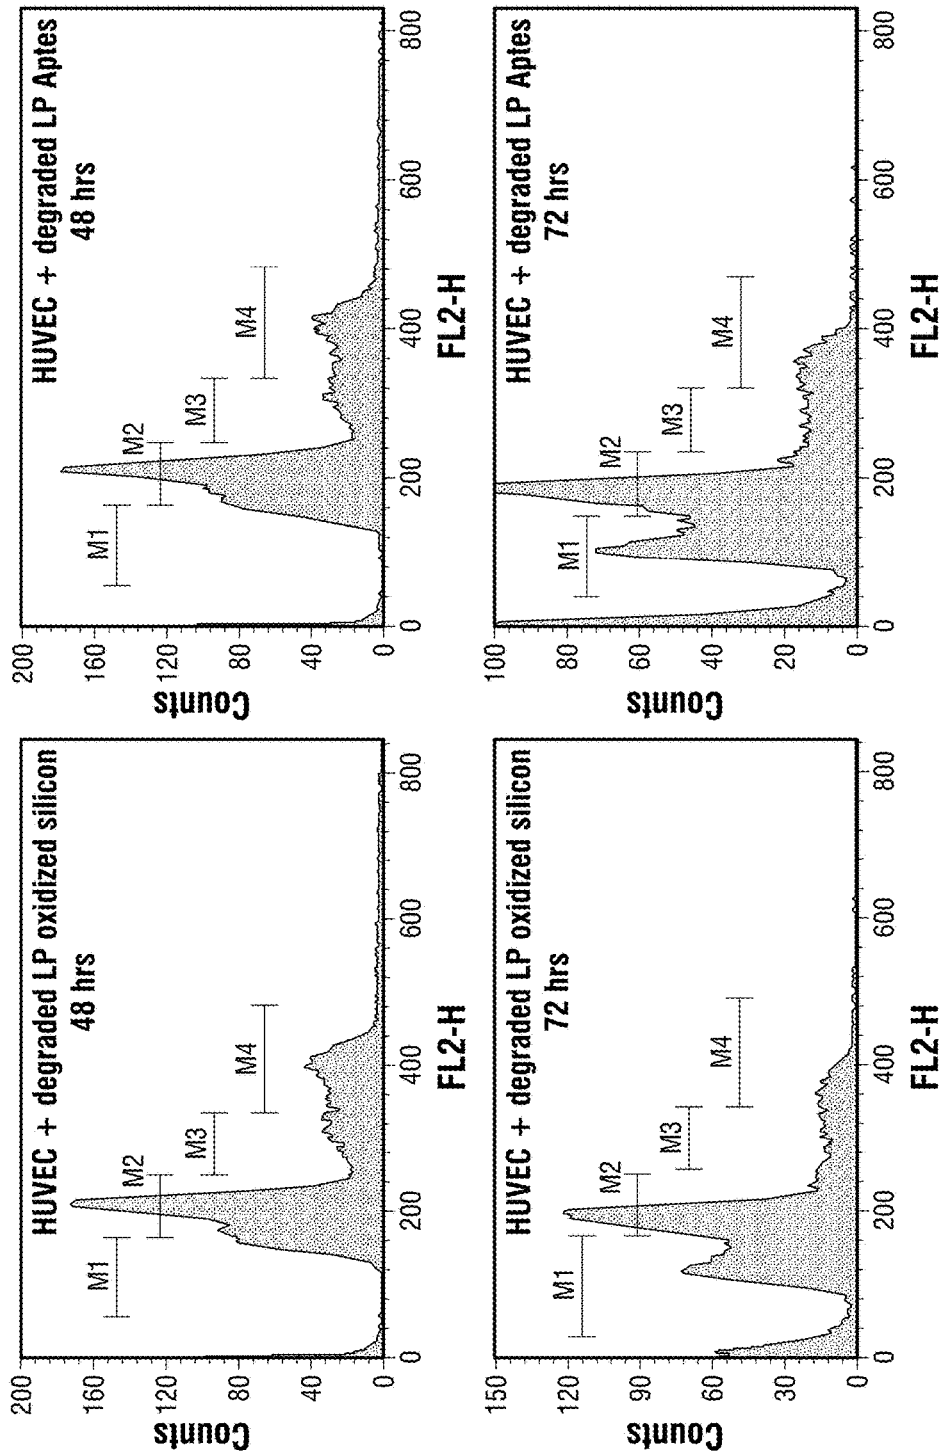 HUVEC + degraded LP oxidized silicon
48 hrs
200
160
120
80
40
0
Counts
M1
M2
M3
M4
0
200
400
600
800
FL2-H
HUVEC + degraded LP Aptes
48 hrs
200
160
120
80
40
0
Counts
M1
M2
M3
M4
0
200
400
600
800
FL2-H
HUVEC + degraded LP oxidized silicon
72 hrs
150
120
90
60
30
0
Counts
M1
M2
M3
M4
0
200
400
600
800
FL2-H
HUVEC + degraded LP Aptes
72 hrs
100
80
60
40
20
0
Counts
M1
M2
M3
M4
0
200
400
600
800
FL2-H